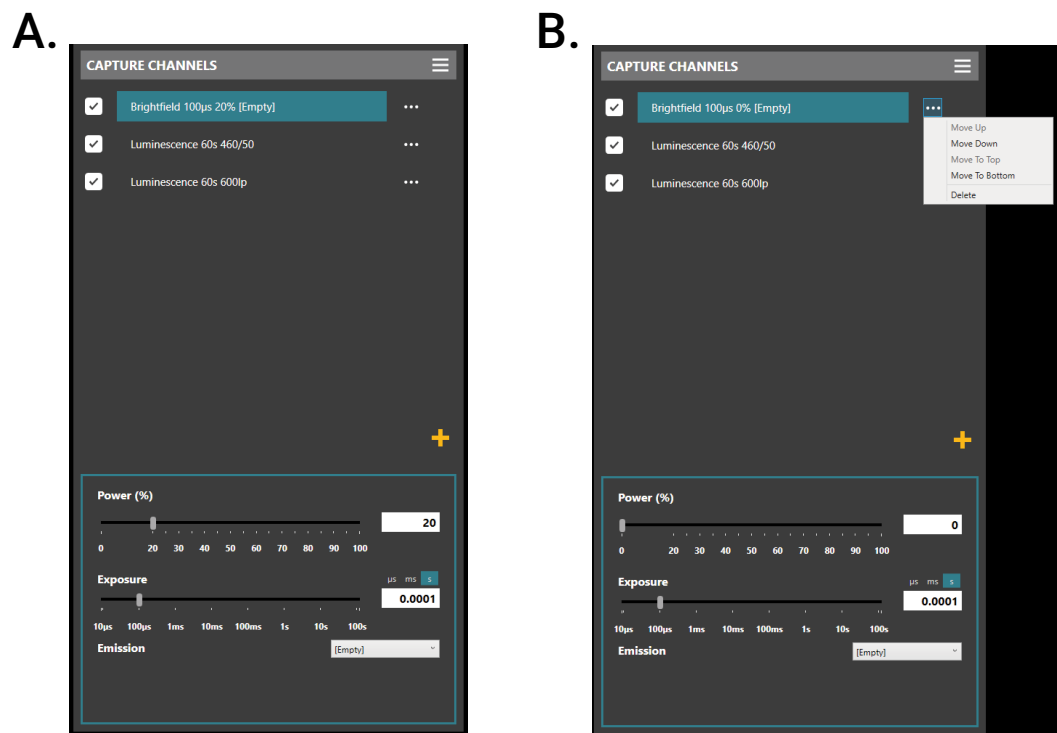 A.
CAPTURE CHANNELS
Brightfield 100µs 20% [Empty]
Luminescence 60s 460/50
Luminescence 60s 600lp
Power (%)
20
0 20 30 40 50 60 70 80 90 100
Exposure
µs ms s
0.0001
10µs 100µs 1ms 10ms 100ms 1s 10s 100s
Emission
[Empty]
B.
CAPTURE CHANNELS
Brightfield 100µs 0% [Empty]
Luminescence 60s 460/50
Luminescence 60s 600lp
Move Up
Move Down
Move To Top
Move To Bottom
Delete
Power (%)
0
0 20 30 40 50 60 70 80 90 100
Exposure
µs ms s
0.0001
10µs 100µs 1ms 10ms 100ms 1s 10s 100s
Emission
[Empty]